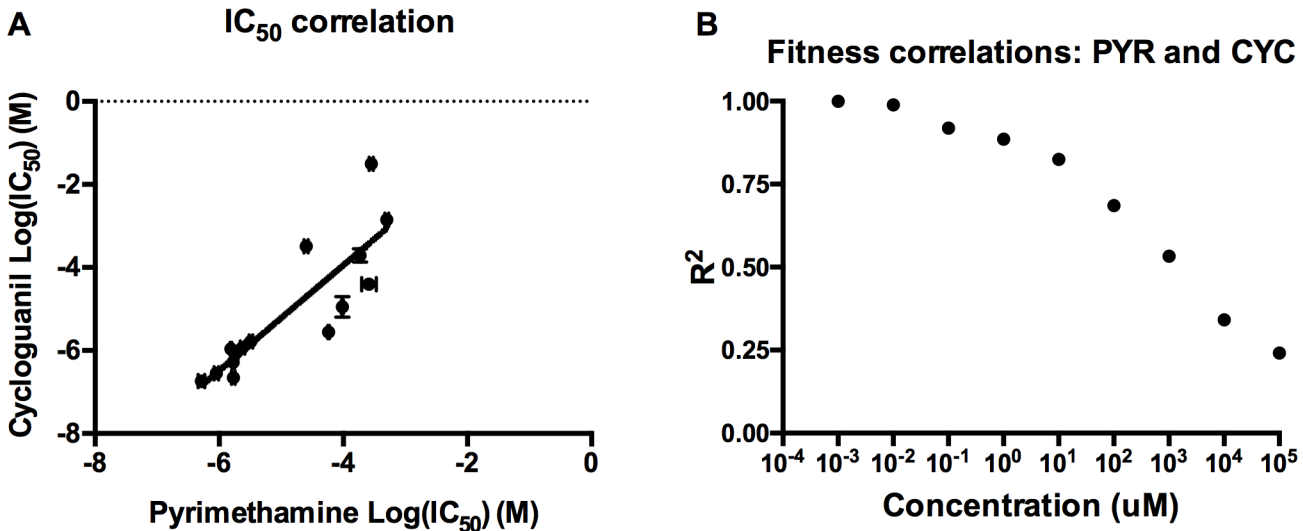 A
IC₅₀ correlation
Cycloguanil Log(IC₅₀) (M)
0
-2
-4
-6
-8
-8 -6 -4 -2 0
Pyrimethamine Log(IC₅₀) (M)
B
Fitness correlations: PYR and CYC
R²
1.00
0.75
0.50
0.25
0.00
10⁻⁴ 10⁻³ 10⁻² 10⁻¹ 10⁰ 10¹ 10² 10³ 10⁴ 10⁵
Concentration (uM)